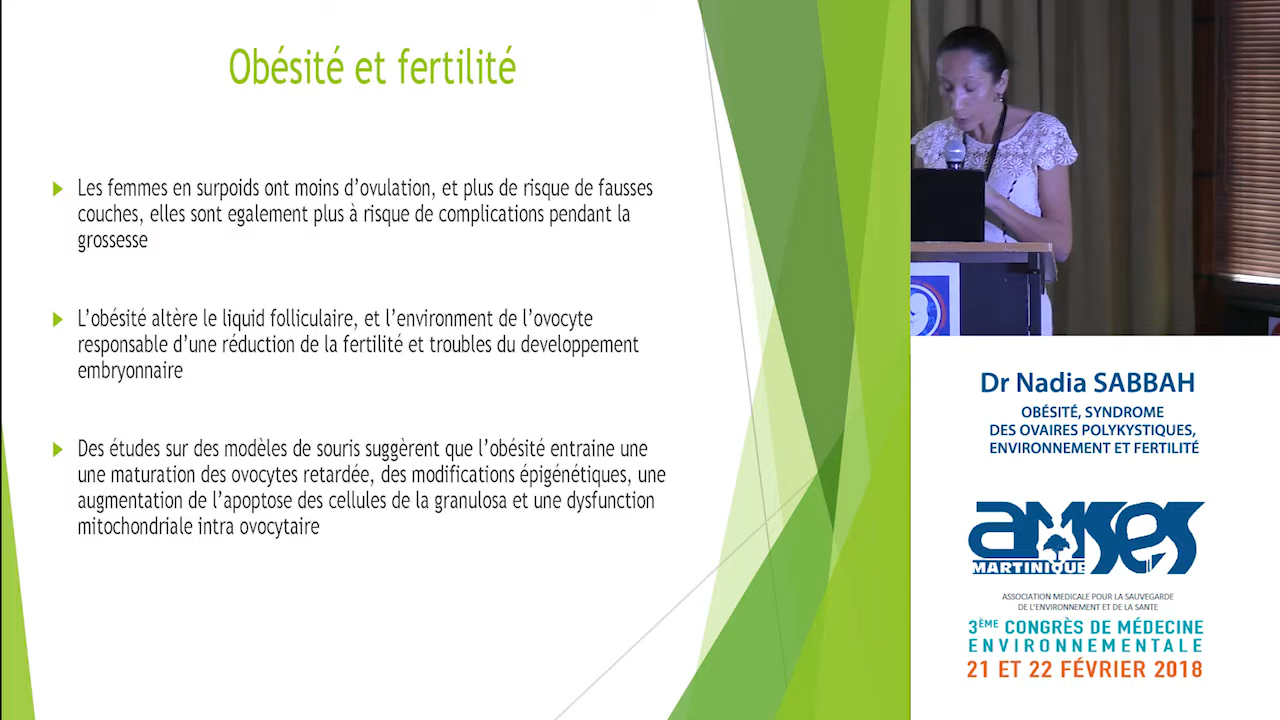 Obésité et fertilité
Les femmes en surpoids ont moins d’ovulation, et plus de risque de fausses
couches, elles sont egalement plus à risque de complications pendant la
grossesse
L’obésité altère le liquid folliculaire, et l’environment de l’ovocyte
responsable d’une réduction de la fertilité et troubles du developpement
embryonnaire
Des études sur des modèles de souris suggèrent que l’obésité entraine une
une maturation des ovocytes retardée, des modifications épigénétiques, une
augmentation de l’apoptose des cellules de la granulosa et une dysfunction
mitochondriale intra ovocytaire
Dr Nadia SABBAH
OBÉSITÉ, SYNDROME
DES OVAIRES POLYKYSTIQUES,
ENVIRONNEMENT ET FERTILITÉ
AMSES
MARTINIQUE
ASSOCIATION MEDICALE POUR LA SAUVEGARDE
DE L’ENVIRONNEMENT ET DE LA SANTE
3ÈME CONGRÈS DE MÉDECINE
ENVIRONNEMENTALE
21 ET 22 FÉVRIER 2018